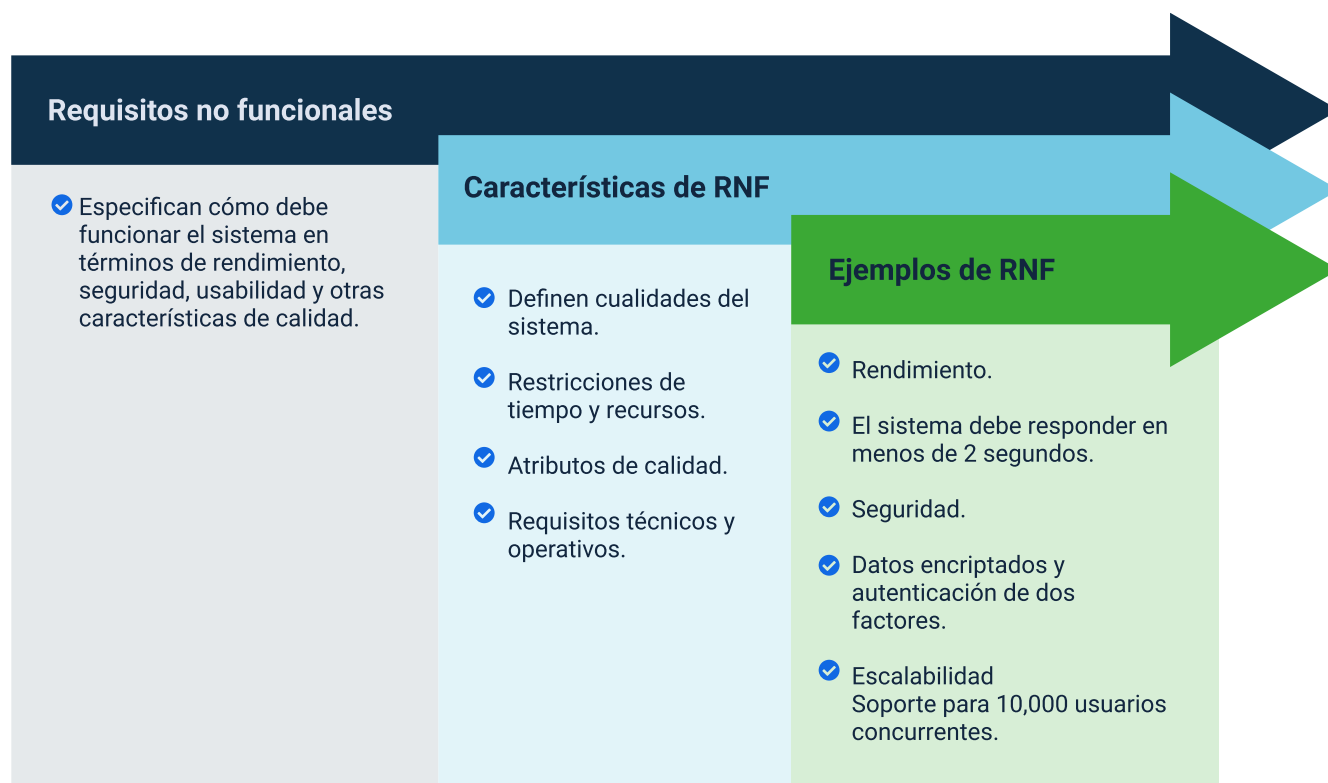 Requisitos no funcionales
Especifican cómo debe
funcionar el sistema en
términos de rendimiento,
seguridad, usabilidad y otras
características de calidad.
Características de RNF
Definen cualidades del
sistema.
Restricciones de
tiempo y recursos.
Atributos de calidad.
Requisitos técnicos y
operativos.
Ejemplos de RNF
Rendimiento.
El sistema debe responder en
menos de 2 segundos.
Seguridad.
Datos encriptados y
autenticación de dos
factores.
Escalabilidad
Soporte para 10,000 usuarios
concurrentes.